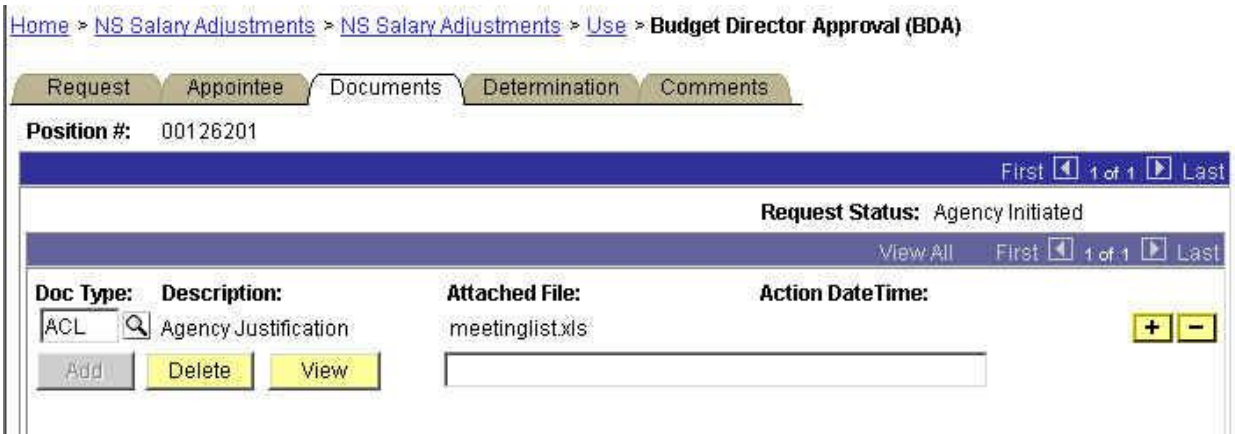 Home > NS Salary Adjustments > NS Salary Adjustments > Use > Budget Director Approval (BDA)
Request Appointee Documents Determination Comments
Position #: 00126201
First 1 of 1 Last
Request Status: Agency Initiated
View All First 1 of 1 Last
Doc Type: Description: Attached File: Action DateTime:
ACL Agency Justification meetinglist.xls + -
Add Delete View